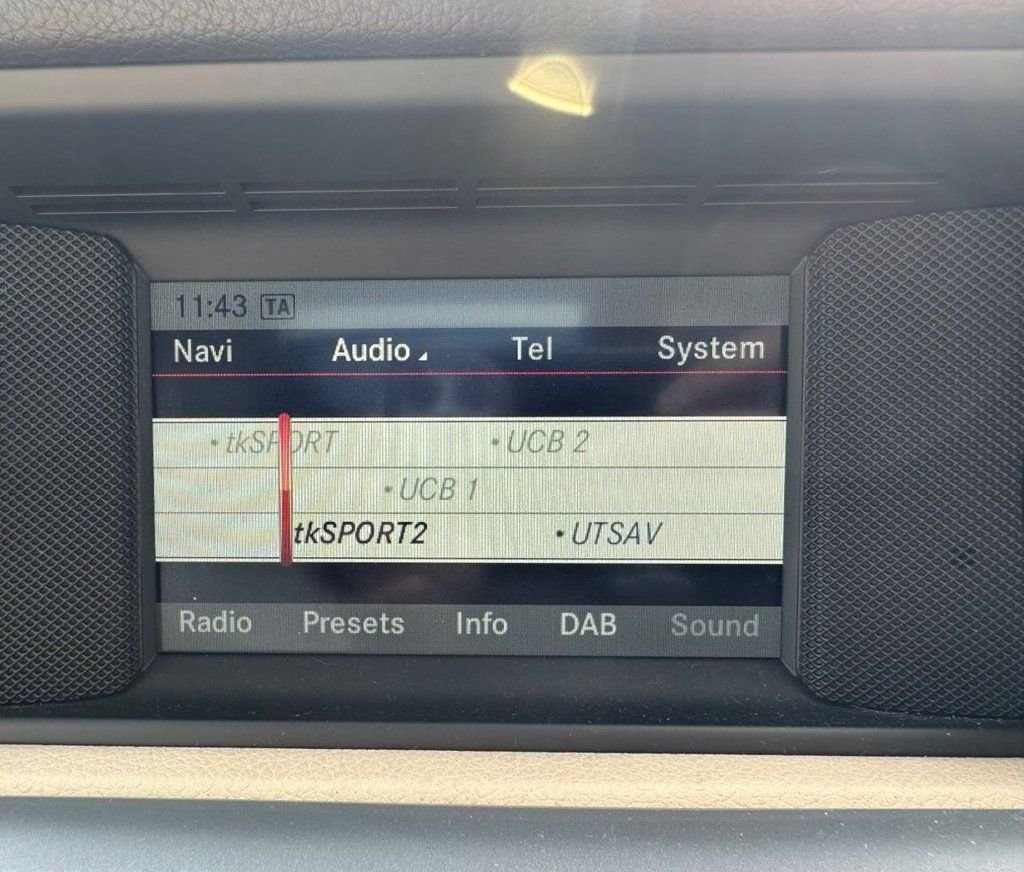 11:43 TA
Navi Audio Tel System
• tkSPORT • UCB 2
• UCB 1
tkSPORT2 • UTSAV
Radio Presets Info DAB Sound